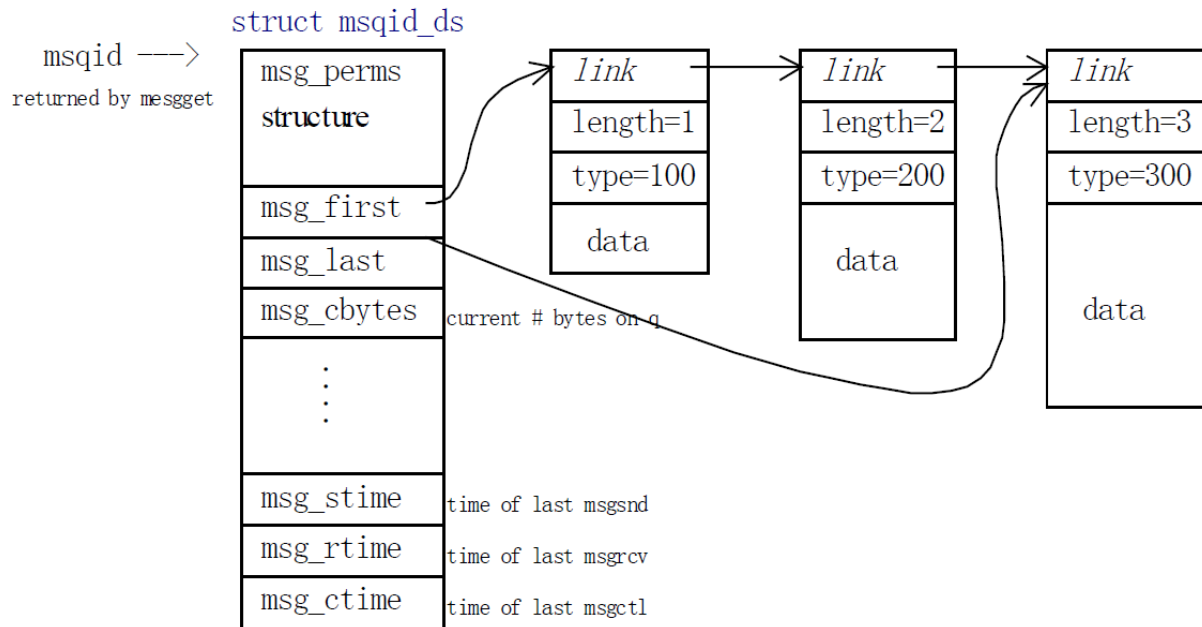 struct msqid_ds
msqid --->
returned by mesgget
msg_perms
structure
msg_first
msg_last
msg_cbytes
current # bytes on q
msg_stime
time of last msgsnd
msg_rtime
time of last msgrcv
msg_ctime
time of last msgctl
link
length=1
type=100
data
link
length=2
type=200
data
link
length=3
type=300
data